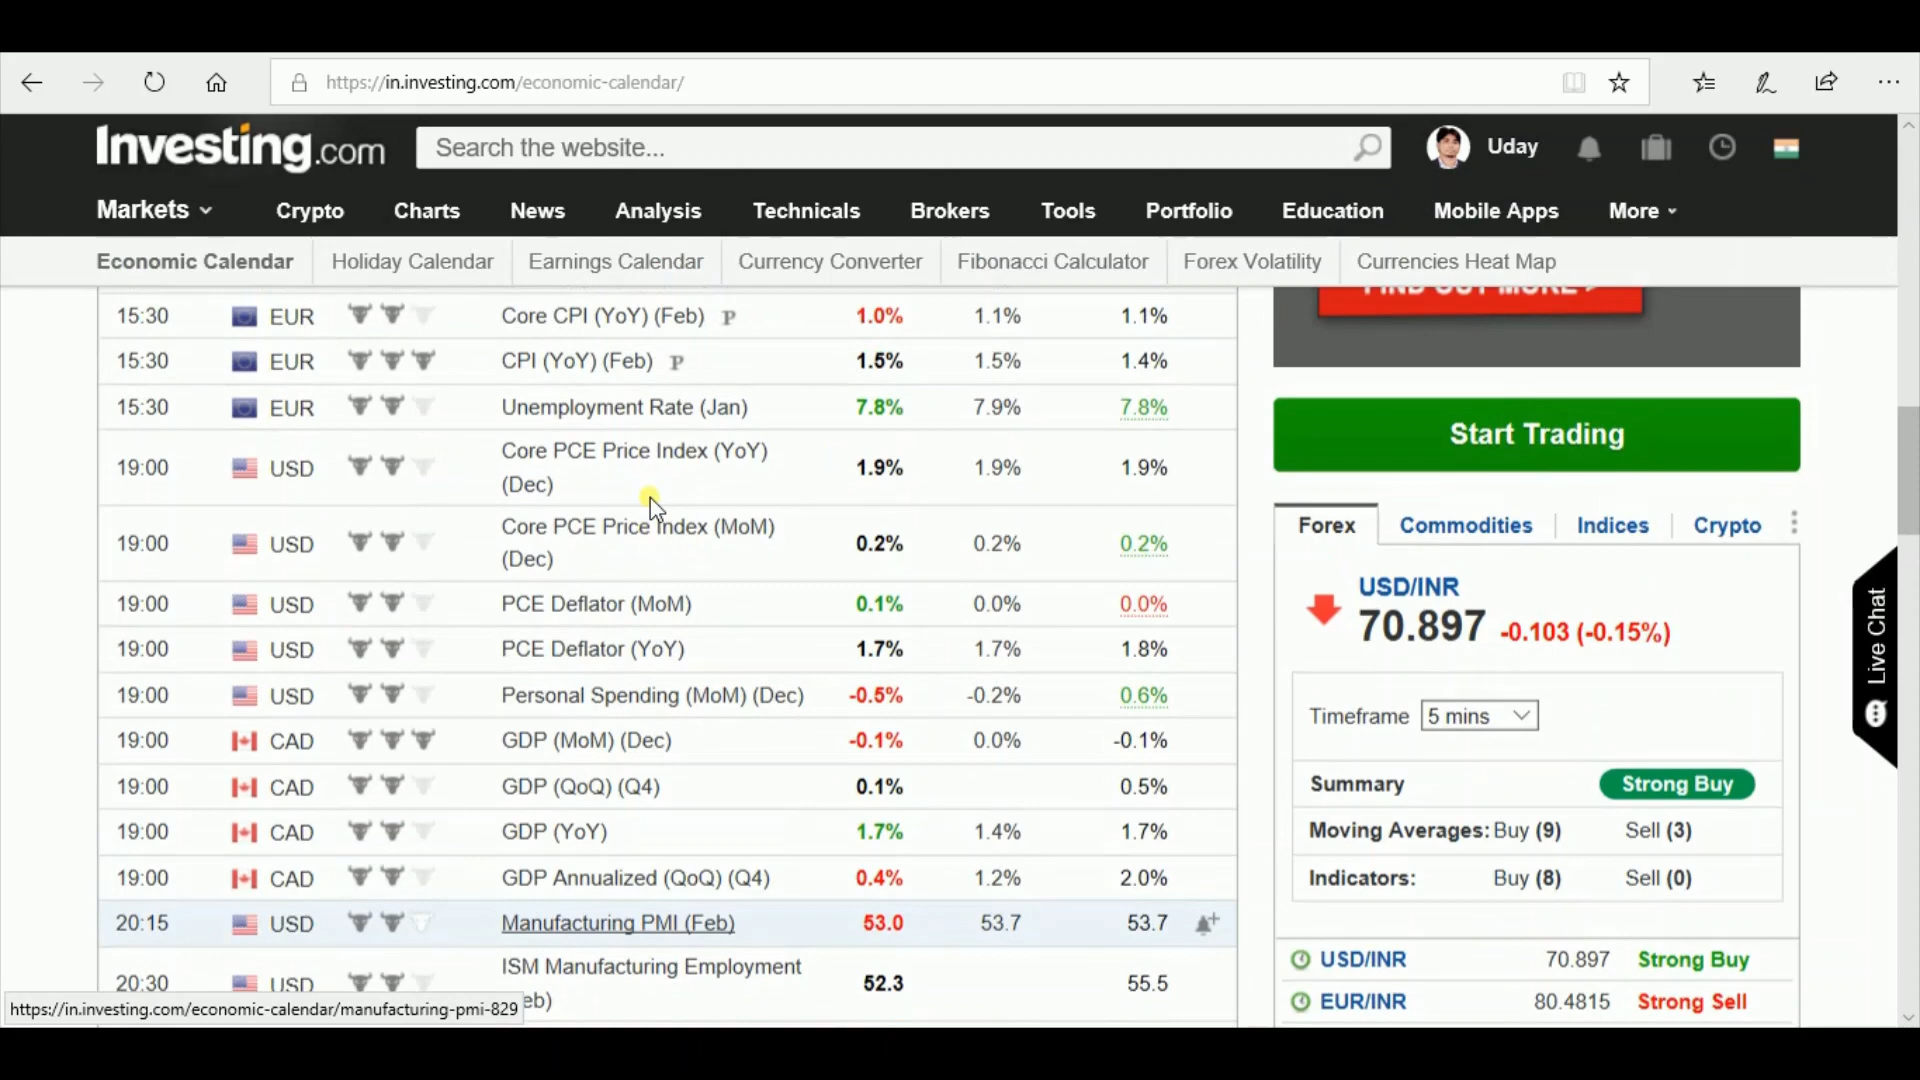 https://in.investing.com/economic-calendar/
Investing.com
Search the website...
Uday
Markets
Crypto
Charts
News
Analysis
Technicals
Brokers
Tools
Portfolio
Education
Mobile Apps
More
Economic Calendar
Holiday Calendar
Earnings Calendar
Currency Converter
Fibonacci Calculator
Forex Volatility
Currencies Heat Map
15:30 EUR Core CPI (YoY) (Feb) P 1.0% 1.1% 1.1%
15:30 EUR CPI (YoY) (Feb) P 1.5% 1.5% 1.4%
15:30 EUR Unemployment Rate (Jan) 7.8% 7.9% 7.8%
19:00 USD Core PCE Price Index (YoY)
(Dec) 1.9% 1.9% 1.9%
19:00 USD Core PCE Price Index (MoM)
(Dec) 0.2% 0.2% 0.2%
19:00 USD PCE Deflator (MoM) 0.1% 0.0% 0.0%
19:00 USD PCE Deflator (YoY) 1.7% 1.7% 1.8%
19:00 USD Personal Spending (MoM) (Dec) -0.5% -0.2% 0.6%
19:00 CAD GDP (MoM) (Dec) -0.1% 0.0% -0.1%
19:00 CAD GDP (QoQ) (Q4) 0.1% 0.5%
19:00 CAD GDP (YoY) 1.7% 1.4% 1.7%
19:00 CAD GDP Annualized (QoQ) (Q4) 0.4% 1.2% 2.0%
20:15 USD Manufacturing PMI (Feb) 53.0 53.7 53.7
20:30 USD ISM Manufacturing Employment
eb) 52.3 55.5
https://in.investing.com/economic-calendar/manufacturing-pmi-829
FIND OUT MORE >
Start Trading
Forex
Commodities
Indices
Crypto
USD/INR
70.897 -0.103 (-0.15%)
Timeframe 5 mins
Summary Strong Buy
Moving Averages: Buy (9) Sell (3)
Indicators: Buy (8) Sell (0)
USD/INR 70.897 Strong Buy
EUR/INR 80.4815 Strong Sell
Live Chat